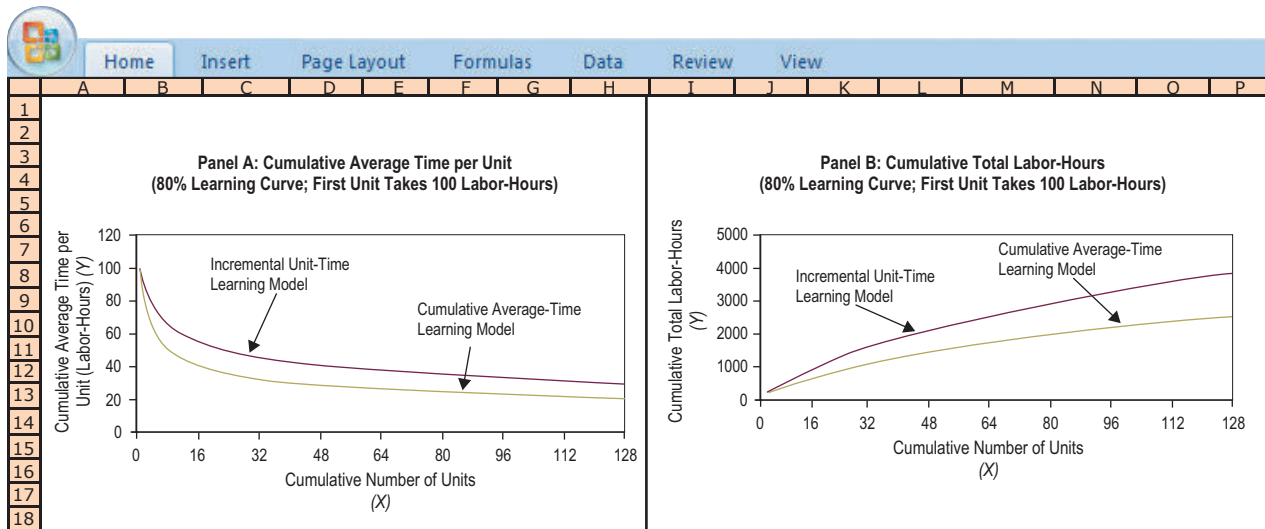 Home Insert Page Layout Formulas Data Review View
A B C D E F G H I J K L M N O P
1
2
3
4
5
6
7
8
9
10
11
12
13
14
15
16
17
18
Panel A: Cumulative Average Time per Unit
(80% Learning Curve; First Unit Takes 100 Labor-Hours)
Cumulative Average Time per
Unit (Labor-Hours) (Y)
120
100
80
60
40
20
0
Incremental Unit-Time
Learning Model
Cumulative Average-Time
Learning Model
0 16 32 48 64 80 96 112 128
Cumulative Number of Units
(X)
Panel B: Cumulative Total Labor-Hours
(80% Learning Curve; First Unit Takes 100 Labor-Hours)
Cumulative Total Labor-Hours
(Y)
5000
4000
3000
2000
1000
0
Incremental Unit-Time
Learning Model
Cumulative Average-Time
Learning Model
0 16 32 48 64 80 96 112 128
Cumulative Number of Units
(X)